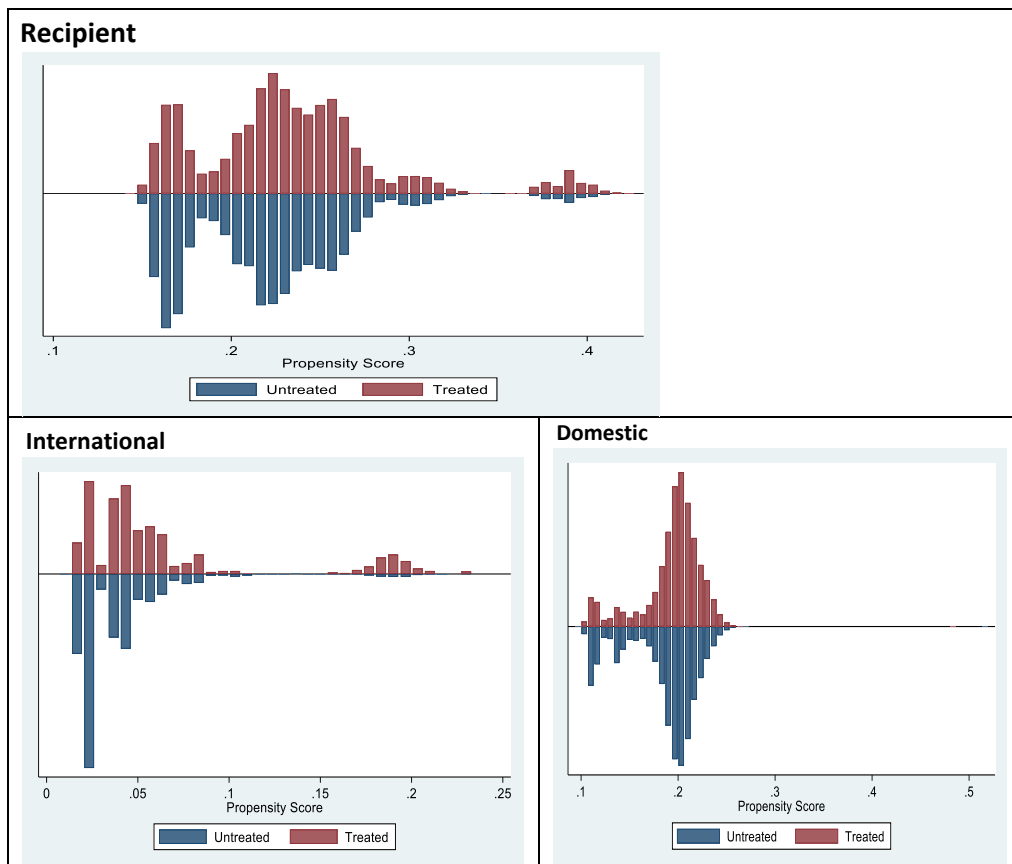 Recipient
.1 .2 .3 .4
Propensity Score
Untreated Treated
International
0 .05 .1 .15 .2 .25
Propensity Score
Untreated Treated
Domestic
.1 .2 .3 .4 .5
Propensity Score
Untreated Treated